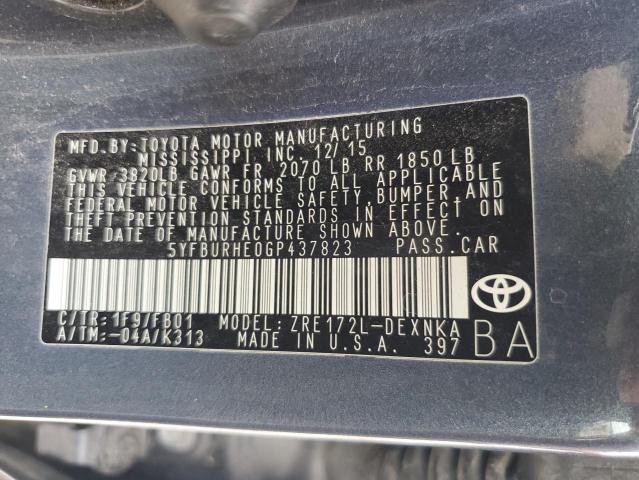 MFD.BY:TOYOTA MOTOR MANUFACTURING
MISSISSIPPI, INC. 12/15
GVWR 3820LB GAWR FR 2070 LB RR 1850 LB
THIS VEHICLE CONFORMS TO ALL APPLICABLE
FEDERAL MOTOR VEHICLE SAFETY,BUMPER,AND
THEFT PREVENTION STANDARDS IN EFFECT ON
THE DATE OF MANUFACTURE SHOWN ABOVE.
5YFBURHE0GP437823 PASS.CAR
C/TR:1F9/FB01 MODEL: ZRE172L-DEXNKA
A/TM:-04A/K313 MADE IN U.S.A. 397
BA